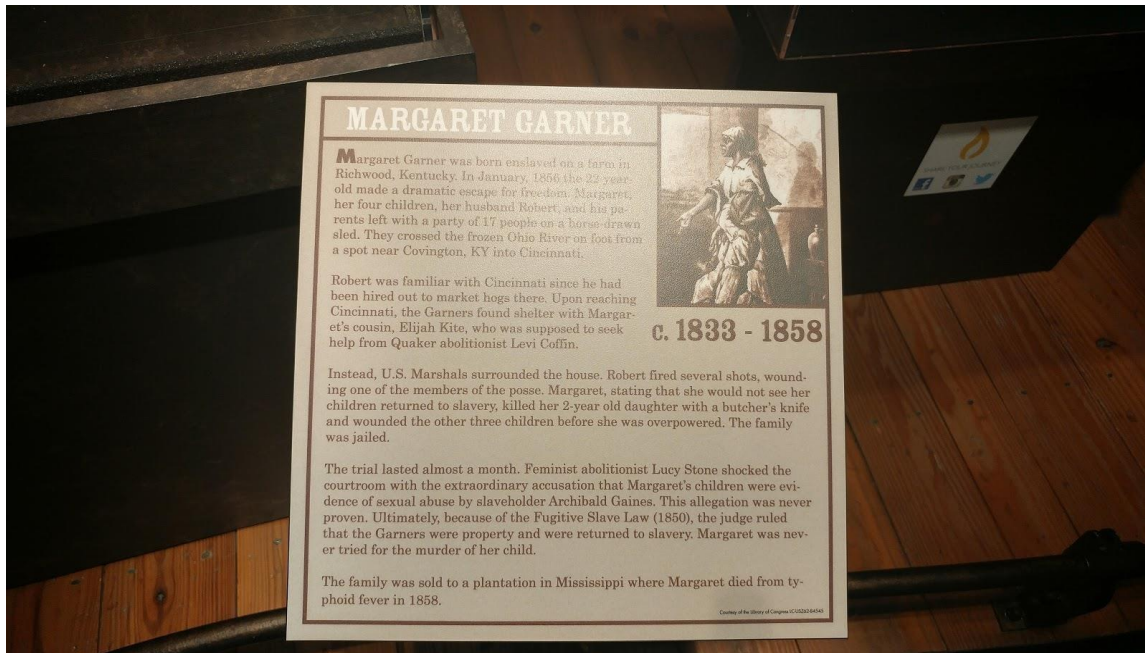 MARGARET GARNER
Margaret Garner was born enslaved on a farm in
Richwood, Kentucky. In January, 1856 the 22 year-
old made a dramatic escape for freedom. Margaret,
her four children, her husband Robert, and his pa-
rents left with a party of 17 people on a horse-drawn
sled. They crossed the frozen Ohio River on foot from
a spot near Covington, KY into Cincinnati.
Robert was familiar with Cincinnati since he had
been hired out to market hogs there. Upon reaching
Cincinnati, the Garners found shelter with Margar-
et's cousin, Elijah Kite, who was supposed to seek
help from Quaker abolitionist Levi Coffin.
c. 1833 - 1858
Instead, U.S. Marshals surrounded the house. Robert fired several shots, wound-
ing one of the members of the posse. Margaret, stating that she would not see her
children returned to slavery, killed her 2-year old daughter with a butcher's knife
and wounded the other three children before she was overpowered. The family
was jailed.
The trial lasted almost a month. Feminist abolitionist Lucy Stone shocked the
courtroom with the extraordinary accusation that Margaret's children were evi-
dence of sexual abuse by slaveholder Archibald Gaines. This allegation was never
proven. Ultimately, because of the Fugitive Slave Law (1850), the judge ruled
that the Garners were property and were returned to slavery. Margaret was nev-
er tried for the murder of her child.
The family was sold to a plantation in Mississippi where Margaret died from ty-
phoid fever in 1858.
Courtesy of the Library of Congress
SHARE YOUR JOURNEY